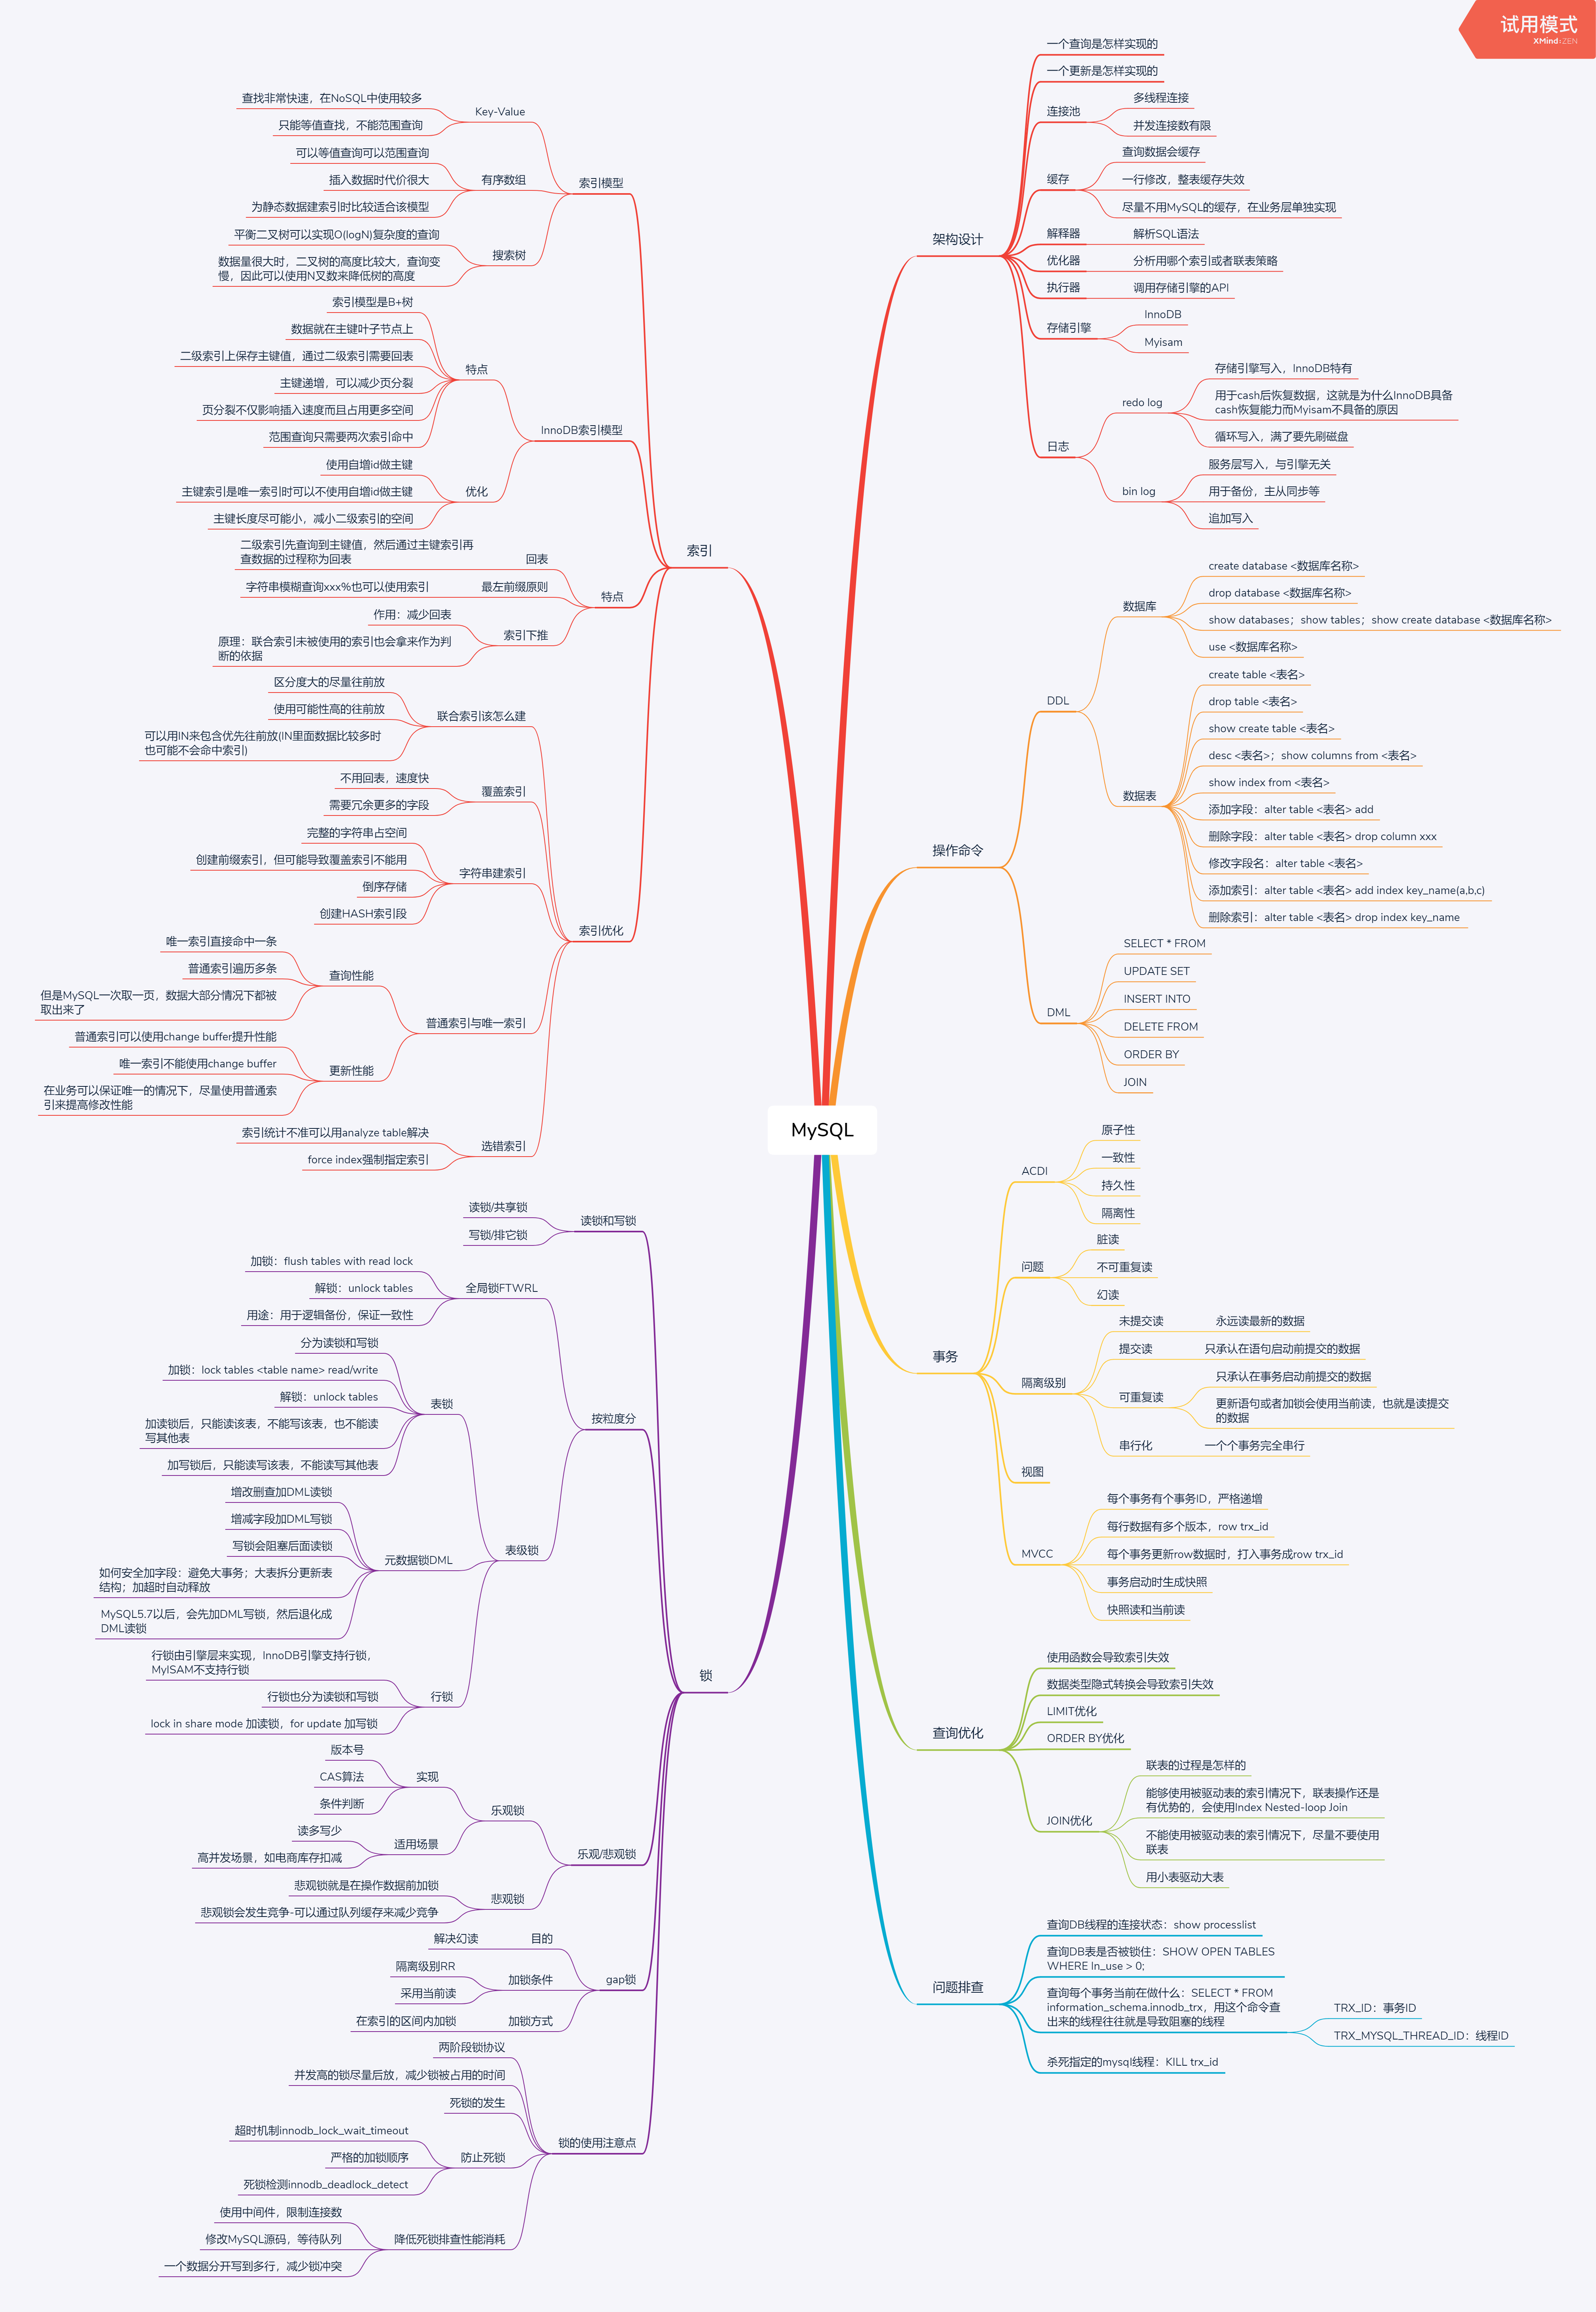 试用模式
XMind:ZEN
MySQL
架构设计
一个查询是怎样实现的
一个更新是怎样实现的
连接池
多线程连接
并发连接数有限
缓存
查询数据会缓存
一行修改，整表缓存失效
尽量不用MySQL的缓存，在业务层单独实现
解释器
解析SQL语法
优化器
分析用哪个索引或者联表策略
执行器
调用存储引擎的API
存储引擎
InnoDB
Myisam
日志
redo log
存储引擎写入，InnoDB特有
用于cash后恢复数据，这就是为什么InnoDB具备
cash恢复能力而Myisam不具备的原因
循环写入，满了要先刷磁盘
bin log
服务层写入，与引擎无关
用于备份，主从同步等
追加写入
操作命令
DDL
数据库
create database <数据库名称>
drop database <数据库名称>
show databases；show tables；show create database <数据库名称>
use <数据库名称>
数据表
create table <表名>
drop table <表名>
show create table <表名>
desc <表名>；show columns from <表名>
show index from <表名>
添加字段：alter table <表名> add
删除字段：alter table <表名> drop column xxx
修改字段名：alter table <表名>
添加索引：alter table <表名> add index key_name(a,b,c)
删除索引：alter table <表名> drop index key_name
DML
SELECT * FROM
UPDATE SET
INSERT INTO
DELETE FROM
ORDER BY
JOIN
事务
ACDI
原子性
一致性
持久性
隔离性
问题
脏读
不可重复读
幻读
隔离级别
未提交读
永远读最新的数据
提交读
只承认在语句启动前提交的数据
可重复读
只承认在事务启动前提交的数据
更新语句或者加锁会使用当前读，也就是读提交
的数据
串行化
一个个事务完全串行
视图
MVCC
每个事务有个事务ID，严格递增
每行数据有多个版本，row trx_id
每个事务更新row数据时，打入事务成row trx_id
事务启动时生成快照
快照读和当前读
查询优化
使用函数会导致索引失效
数据类型隐式转换会导致索引失效
LIMIT优化
ORDER BY优化
JOIN优化
联表的过程是怎样的
能够使用被驱动表的索引情况下，联表操作还是
有优势的，会使用Index Nested-loop Join
不能使用被驱动表的索引情况下，尽量不要使用
联表
用小表驱动大表
问题排查
查询DB线程的连接状态：show processlist
查询DB表是否被锁住：SHOW OPEN TABLES
WHERE In_use > 0;
查询每个事务当前在做什么：SELECT * FROM
information_schema.innodb_trx，用这个命令查
出来的线程往往就是导致阻塞的线程
TRX_ID：事务ID
TRX_MYSQL_THREAD_ID：线程ID
杀死指定的mysql线程：KILL trx_id
索引
索引模型
Key-Value
查找非常快速，在NoSQL中使用较多
只能等值查找，不能范围查询
有序数组
可以等值查询可以范围查询
插入数据时代价很大
为静态数据建索引时比较适合该模型
搜索树
平衡二叉树可以实现O(logN)复杂度的查询
数据量很大时，二叉树的高度比较大，查询变
慢，因此可以使用N叉数来降低树的高度
InnoDB索引模型
特点
索引模型是B+树
数据就在主键叶子节点上
二级索引上保存主键值，通过二级索引需要回表
主键递增，可以减少页分裂
页分裂不仅影响插入速度而且占用更多空间
范围查询只需要两次索引命中
优化
使用自增id做主键
主键索引是唯一索引时可以不使用自增id做主键
主键长度尽可能小，减小二级索引的空间
特点
回表
二级索引先查询到主键值，然后通过主键索引再
查数据的过程称为回表
最左前缀原则
字符串模糊查询xxx%也可以使用索引
索引下推
作用：减少回表
原理：联合索引未被使用的索引也会拿来作为判
断的依据
索引优化
联合索引该怎么建
区分度大的尽量往前放
使用可能性高的往前放
可以用IN来包含优先往前放(IN里面数据比较多时
也可能不会命中索引)
覆盖索引
不用回表，速度快
需要冗余更多的字段
字符串建索引
完整的字符串占空间
创建前缀索引，但可能导致覆盖索引不能用
倒序存储
创建HASH索引段
普通索引与唯一索引
查询性能
唯一索引直接命中一条
普通索引遍历多条
但是MySQL一次取一页，数据大部分情况下都被
取出来了
更新性能
普通索引可以使用change buffer提升性能
唯一索引不能使用change buffer
在业务可以保证唯一的情况下，尽量使用普通索
引来提高修改性能
选错索引
索引统计不准可以用analyze table解决
force index强制指定索引
锁
读锁和写锁
读锁/共享锁
写锁/排它锁
按粒度分
全局锁FTWRL
加锁：flush tables with read lock
解锁：unlock tables
用途：用于逻辑备份，保证一致性
表级锁
表锁
分为读锁和写锁
加锁：lock tables <table name> read/write
解锁：unlock tables
加读锁后，只能读该表，不能写该表，也不能读
写其他表
加写锁后，只能读写该表，不能读写其他表
元数据锁DML
增改删查加DML读锁
增减字段加DML写锁
写锁会阻塞后面读锁
如何安全加字段：避免大事务；大表拆分更新表
结构；加超时自动释放
MySQL5.7以后，会先加DML写锁，然后退化成
DML读锁
行锁
行锁由引擎层来实现，InnoDB引擎支持行锁，
MyISAM不支持行锁
行锁也分为读锁和写锁
lock in share mode 加读锁，for update 加写锁
乐观/悲观锁
乐观锁
实现
版本号
CAS算法
条件判断
适用场景
读多写少
高并发场景，如电商库存扣减
悲观锁
悲观锁就是在操作数据前加锁
悲观锁会发生竞争-可以通过队列缓存来减少竞争
gap锁
目的
解决幻读
加锁条件
隔离级别RR
采用当前读
加锁方式
在索引的区间内加锁
锁的使用注意点
两阶段锁协议
并发高的锁尽量后放，减少锁被占用的时间
死锁的发生
防止死锁
超时机制innodb_lock_wait_timeout
严格的加锁顺序
死锁检测innodb_deadlock_detect
降低死锁排查性能消耗
使用中间件，限制连接数
修改MySQL源码，等待队列
一个数据分开写到多行，减少锁冲突